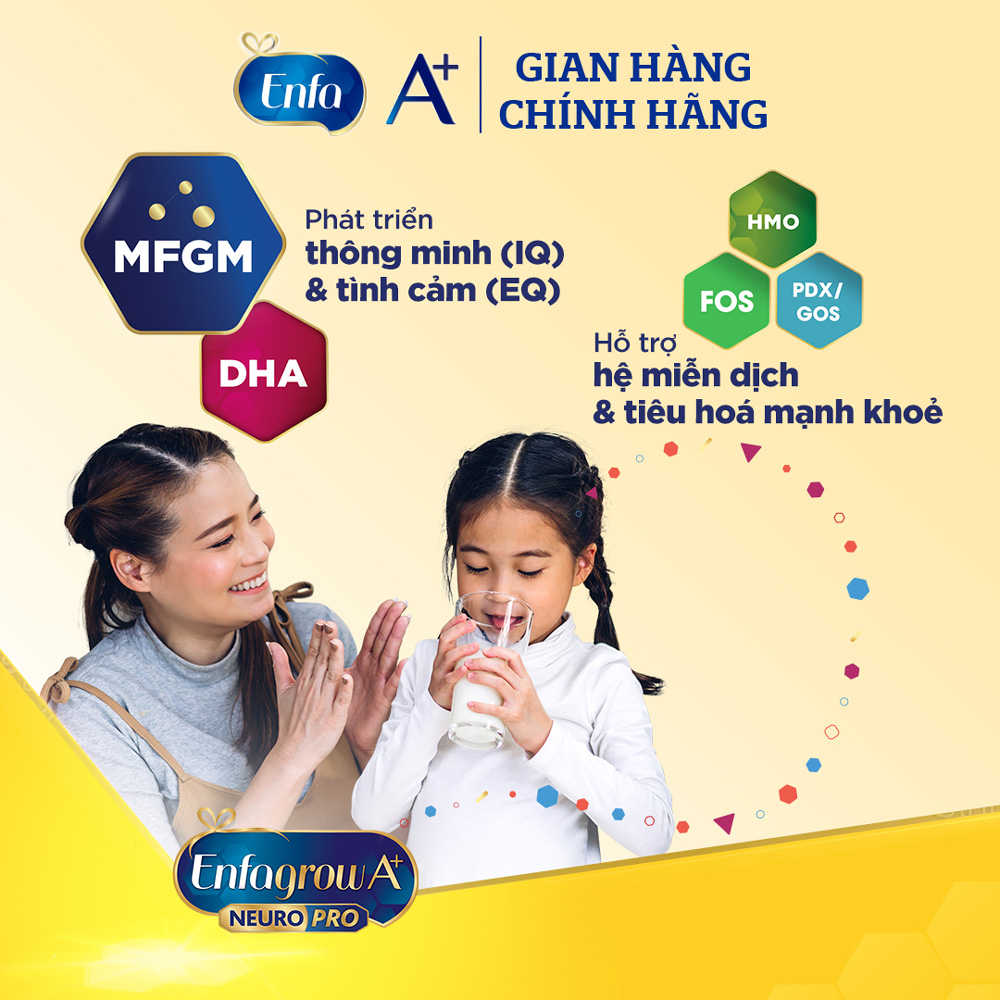 Enfa A+
GIAN HÀNG
CHÍNH HÃNG
MFGM
DHA
Phát triển
thông minh (IQ)
& tình cảm (EQ)
HMO
FOS
PDX/
GOS
Hỗ trợ
hệ miễn dịch
& tiêu hoá mạnh khoẻ
EnfagrowA+
NEURO PRO